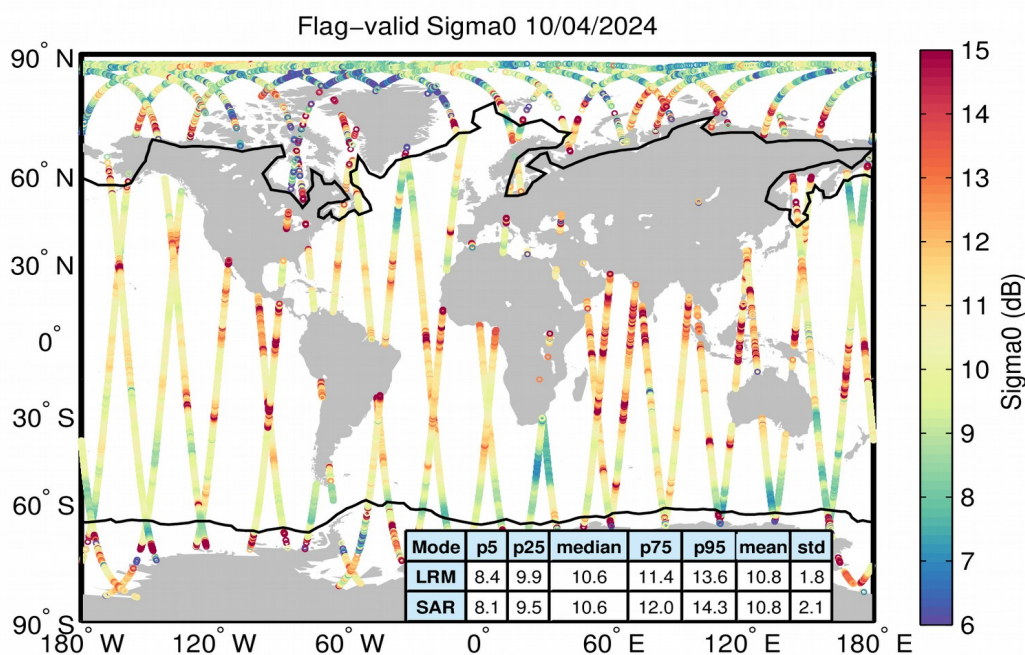 Flag−valid Sigma0 10/04/2024
90° N
60° N
30° N
0°
30° S
60° S
90° S
180° W
120° W
60° W
0°
60° E
120° E
180° E
Mode p5 p25 median p75 p95 mean std
LRM 8.4 9.9 10.6 11.4 13.6 10.8 1.8
SAR 8.1 9.5 10.6 12.0 14.3 10.8 2.1
15
14
13
12
11
10
9
8
7
6
Sigma0 (dB)